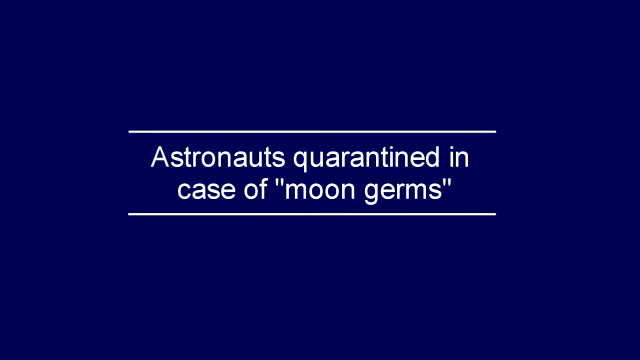 Astronauts quarantined in
case of "moon germs"